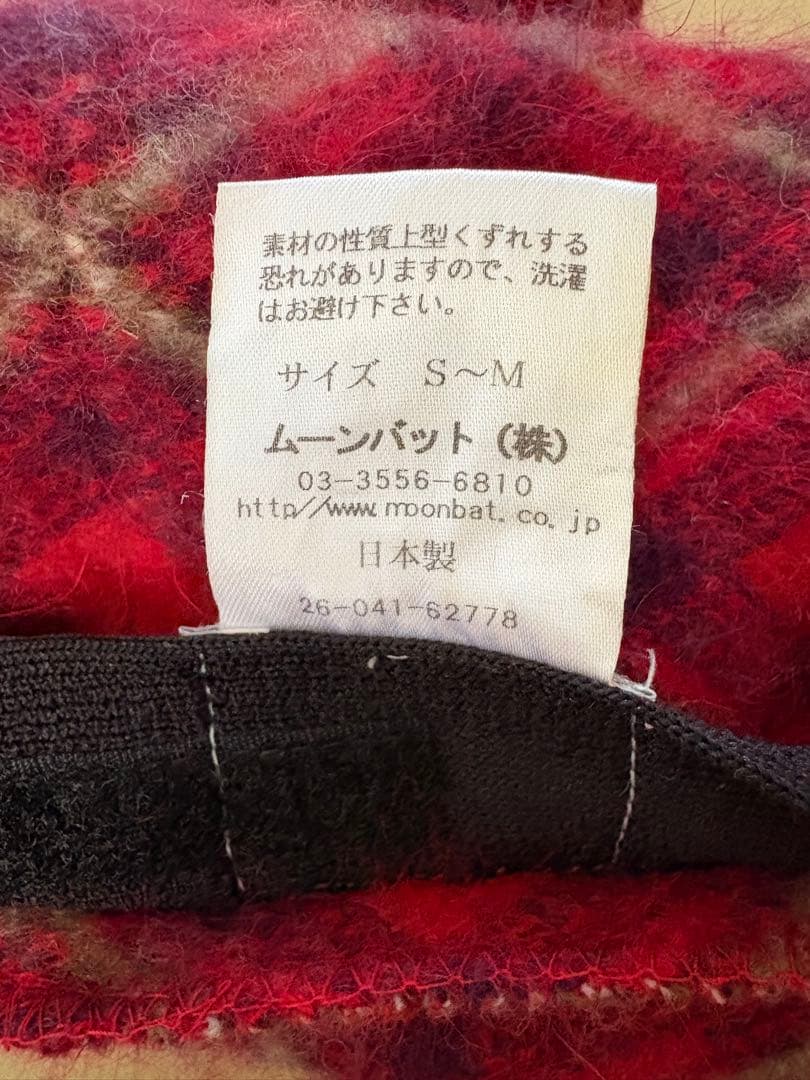 素材の性質上型くずれする
恐れがありますので、洗濯
はお避け下さい。
サイズ　S～M
ムーンバット（株）
03-3556-6810
http//www.moonbat.co.jp
日本製
26-041-62778